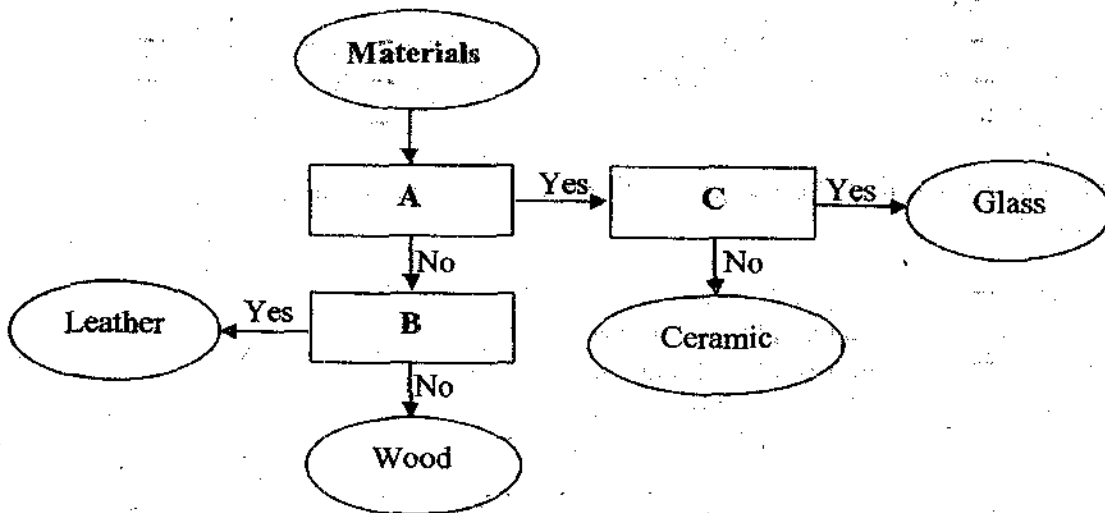 Materials
A
Yes
C
Yes
Glass
No
No
Leather
Yes
B
Ceramic
No
Wood